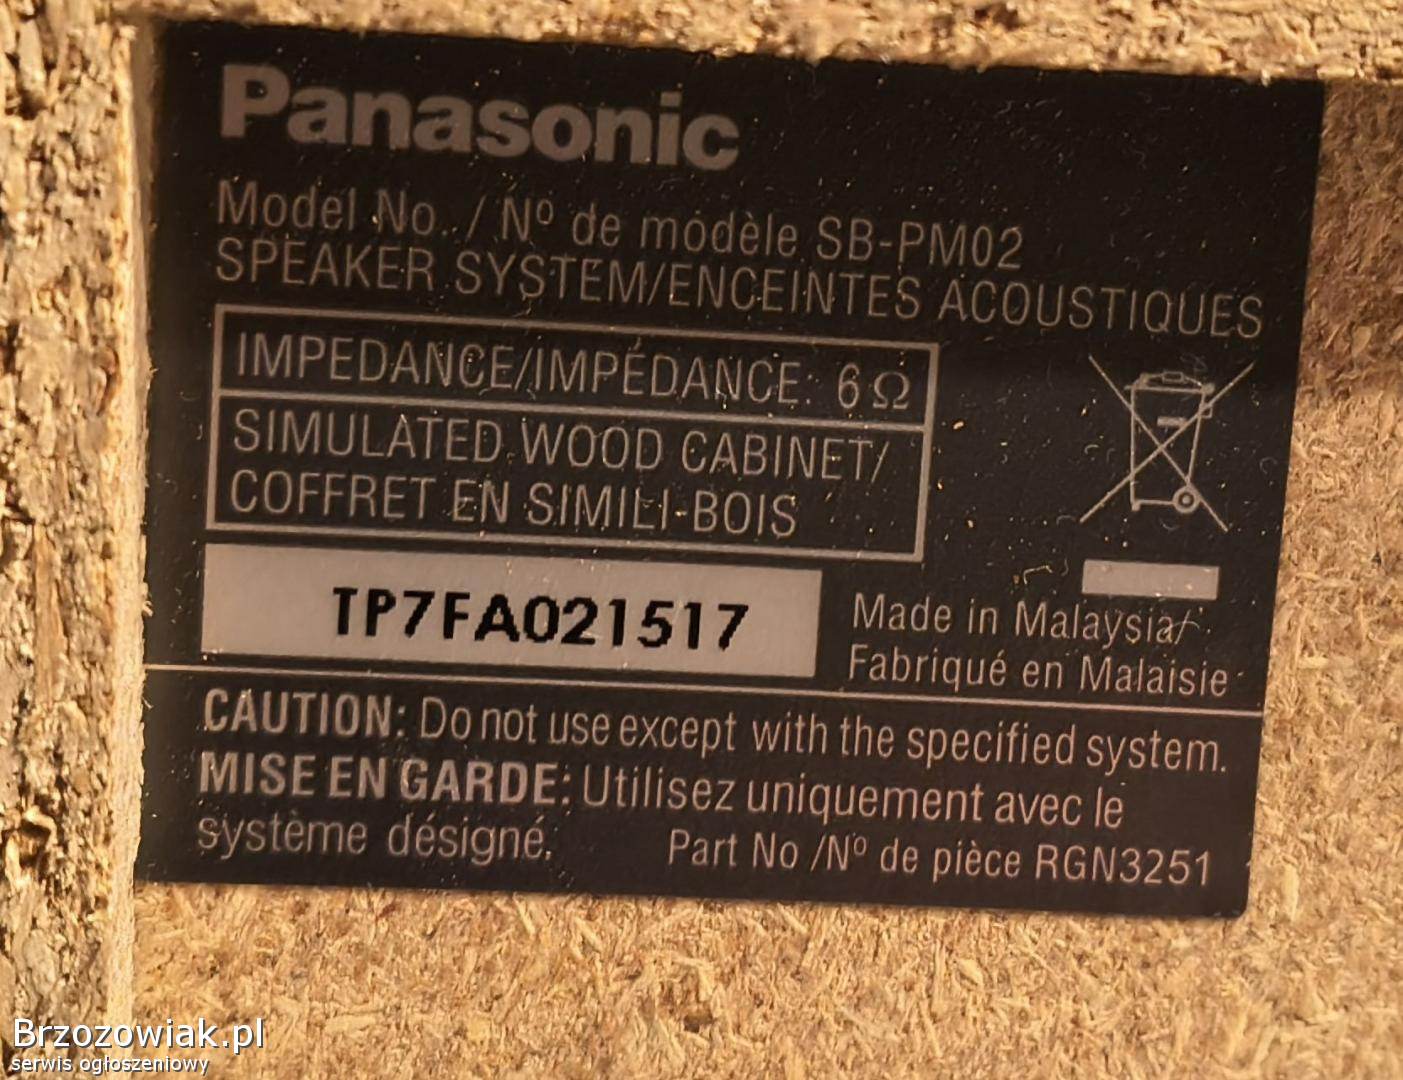 Panasonic
Model No. / Nº de modèle SB-PM02
SPEAKER SYSTEM/ENCEINTES ACOUSTIQUES
IMPEDANCE/IMPÉDANCE: 6 Ω
SIMULATED WOOD CABINET/
COFFRET EN SIMILI-BOIS
TP7FA021517
Made in Malaysia/
Fabriqué en Malaisie
CAUTION: Do not use except with the specified system.
MISE EN GARDE: Utilisez uniquement avec le
système désigné.
Part No /Nº de pièce RGN3251
Brzozowiak.pl
serwis ogłoszeniowy